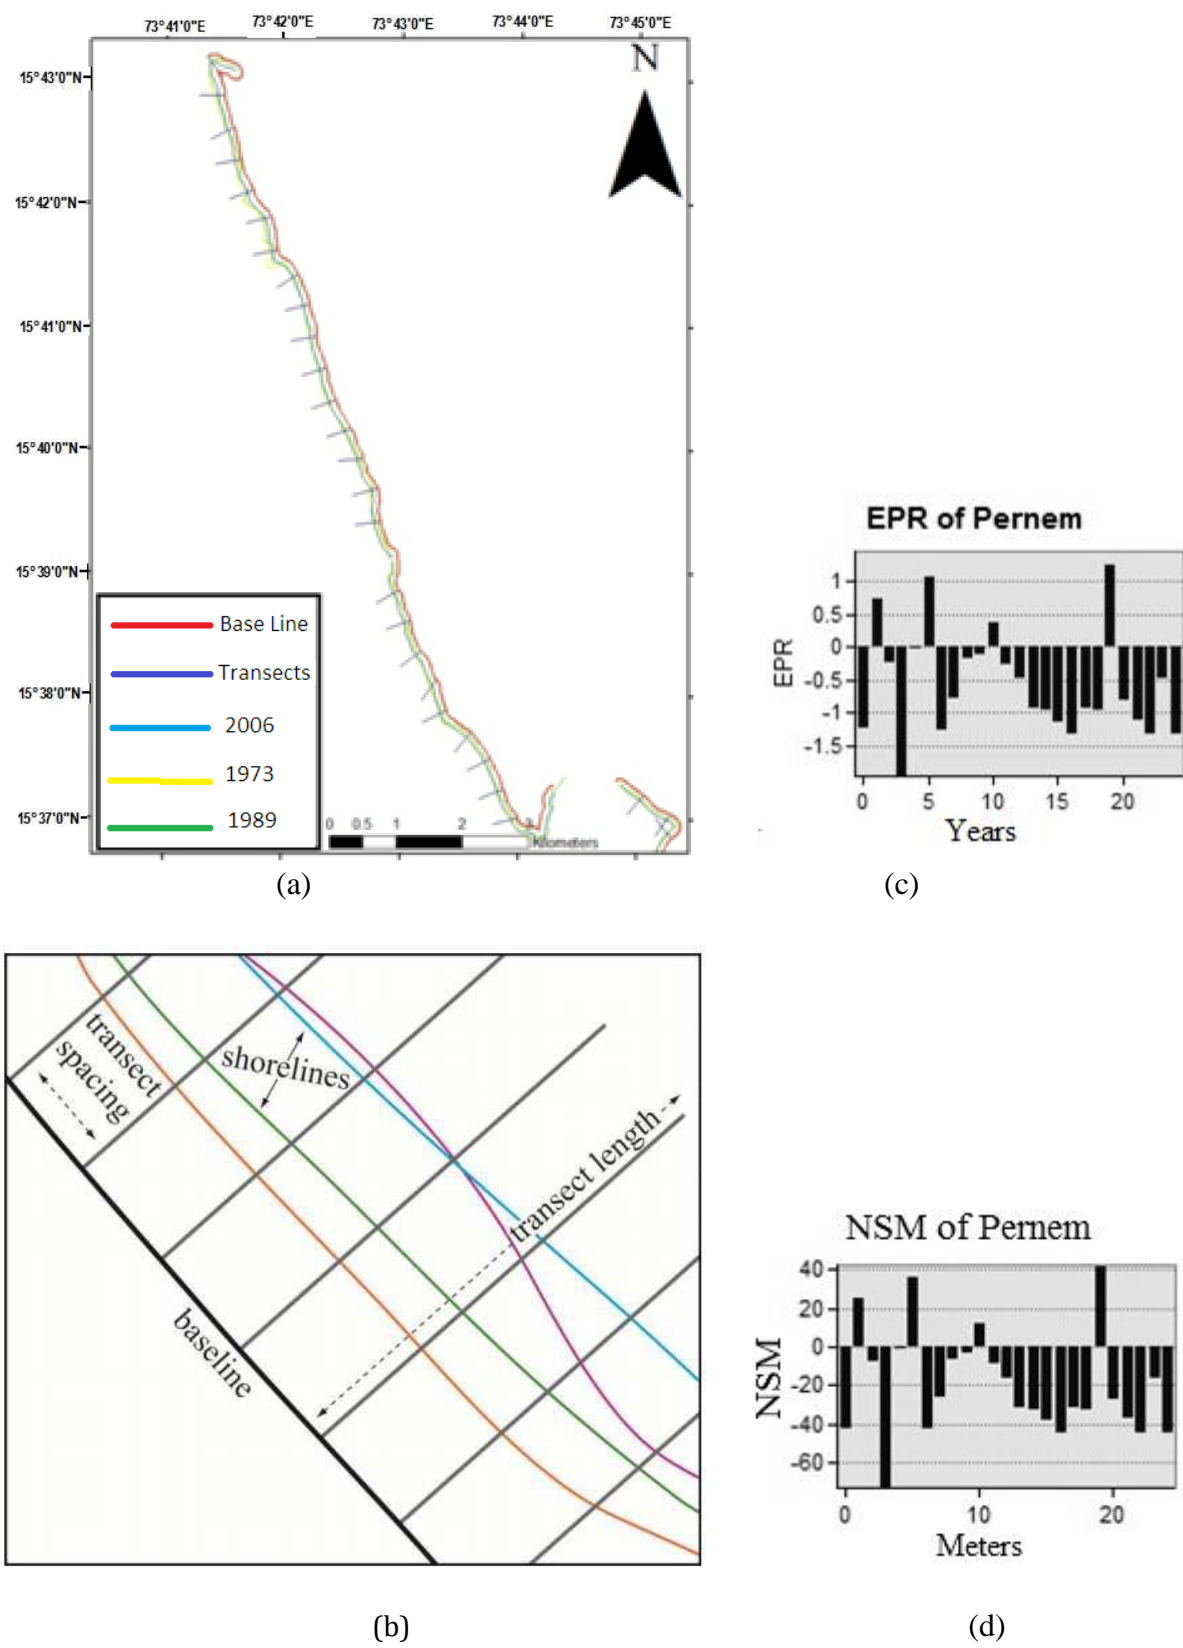 73°41'0"E 73°42'0"E 73°43'0"E 73°44'0"E 73°45'0"E
N
15°43'0"N
15°42'0"N
15°41'0"N
15°40'0"N
15°39'0"N
15°38'0"N
15°37'0"N
Base Line
Transects
2006
1973
1989
0 0.5 1 2 3
Kilometers
(a)
EPR of Pernem
EPR
1
0.5
0
-0.5
-1
-1.5
0 5 10 15 20
Years
(c)
transect
spacing
shorelines
transect length
baseline
(b)
NSM of Pernem
NSM
40
20
0
-20
-40
-60
0 10 20
Meters
(d)